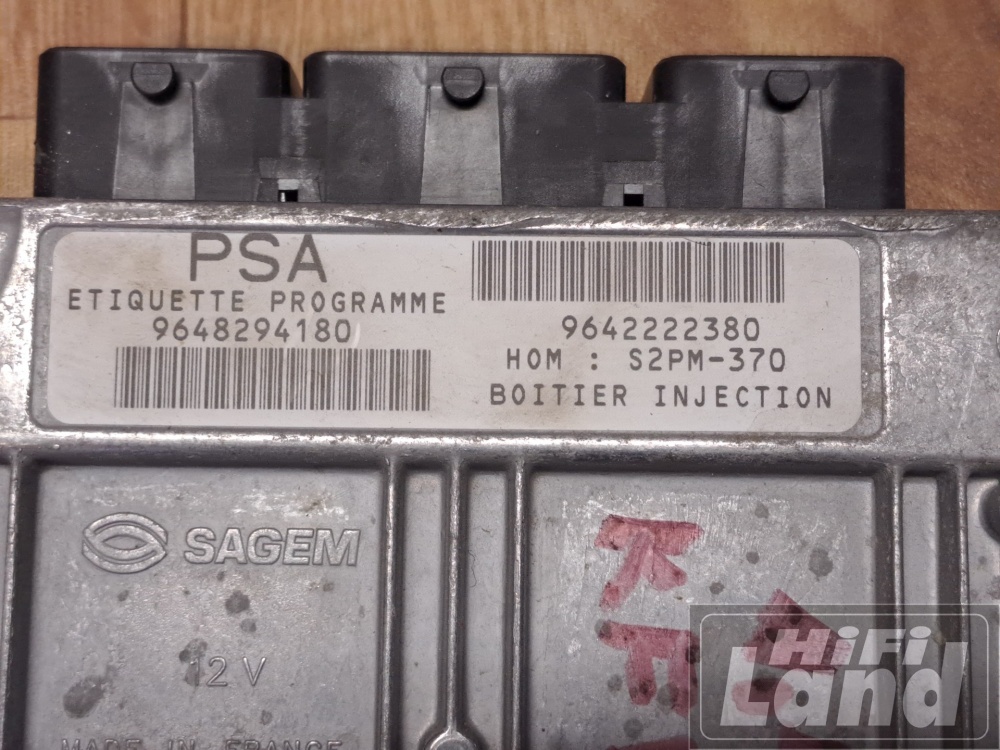 PSA
ETIQUETTE PROGRAMME
9648294180
9642222380
HOM : S2PM-370
BOITIER INJECTION
SAGEM
12 V
MADE IN FRANCE
HiFi
Land